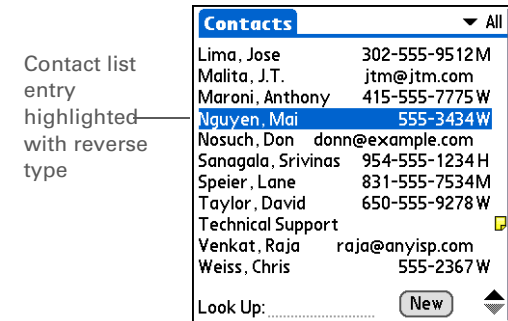 Contact list
entry
highlighted
with reverse
type
Contacts All
Lima, Jose 302-555-9512 M
Malita, J.T. jtm@jtm.com
Maroni, Anthony 415-555-7775 W
Nguyen, Mai 555-3434 W
Nosuch, Don donn@example.com
Sanagala, Srivinas 954-555-1234 H
Speier, Lane 831-555-7534 M
Taylor, David 650-555-9278 W
Technical Support
Venkat, Raja raja@anyisp.com
Weiss, Chris 555-2367 W
Look Up: New